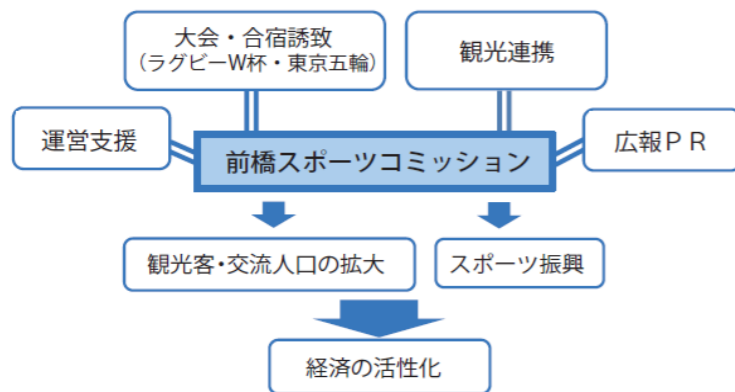 大会・合宿誘致
（ラグビーW杯・東京五輪）
観光連携
運営支援
前橋スポーツコミッション
広報ＰＲ
観光客・交流人口の拡大
スポーツ振興
経済の活性化